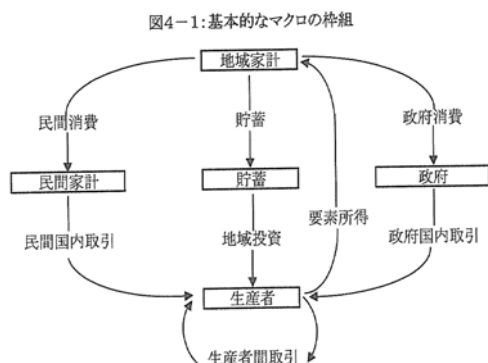 図4-1:基本的なマクロの枠組
地域家計
民間消費
貯蓄
政府消費
民間家計
貯蓄
政府
要素所得
民間国内取引
地域投資
政府国内取引
生産者
生産者間取引